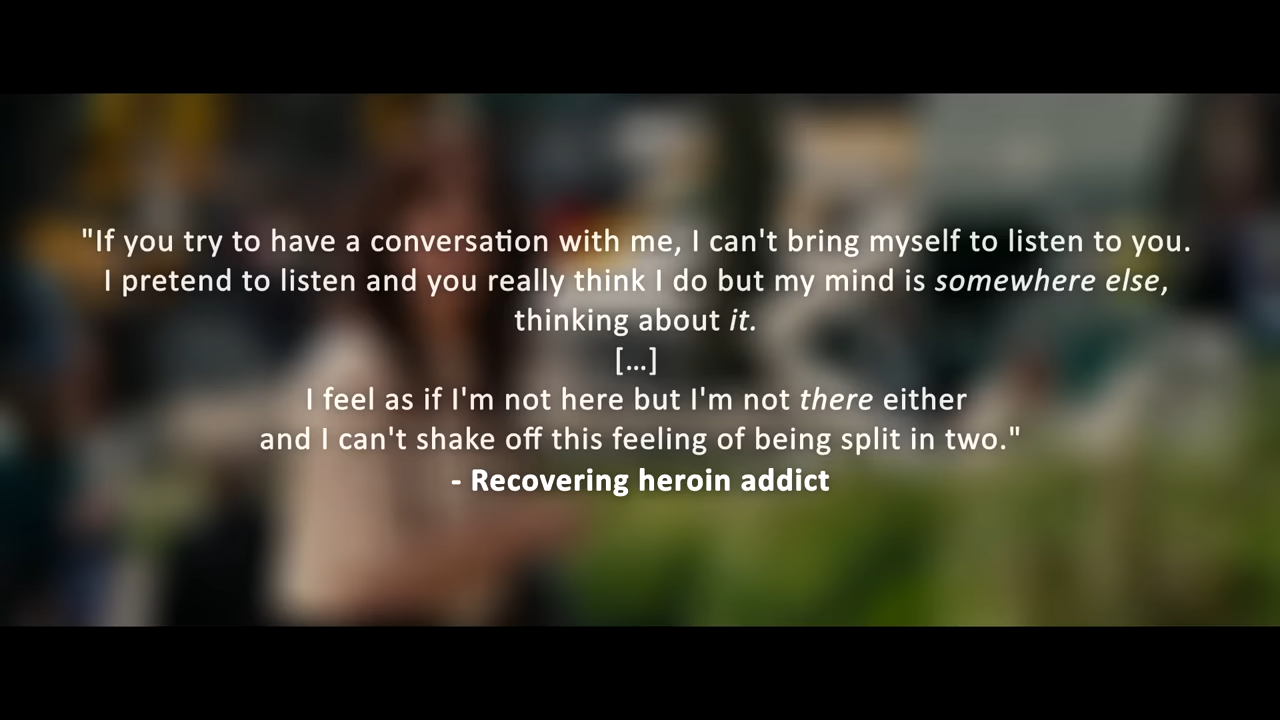 "If you try to have a conversation with me, I can't bring myself to listen to you.
I pretend to listen and you really think I do but my mind is somewhere else,
thinking about it.
[...]
I feel as if I'm not here but I'm not there either
and I can't shake off this feeling of being split in two."
- Recovering heroin addict